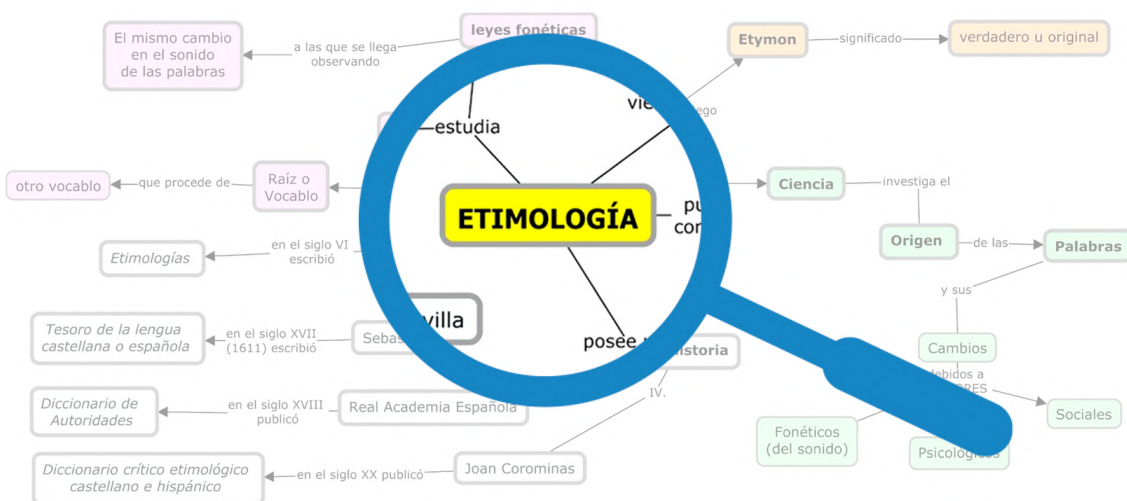 El mismo cambio
en el sonido
de las palabras
a las que se llega
observando
leyes fonéticas
Etymon
significado
verdadero u original
estudia
otro vocablo
que procede de
Raíz o
Vocablo
ETIMOLOGÍA
Ciencia
investiga el
Origen
de las
Palabras
y sus
Cambios
debidos a
Sociales
Fonéticos
(del sonido)
Psicológicos
Etimologías
en el siglo VI
escribió
Tesoro de la lengua
castellana o española
en el siglo XVII
(1611) escribió
posee
Diccionario de
Autoridades
en el siglo XVIII
publicó
Real Academia Española
IV.
Diccionario crítico etimológico
castellano e hispánico
en el siglo XX publicó
Joan Corominas